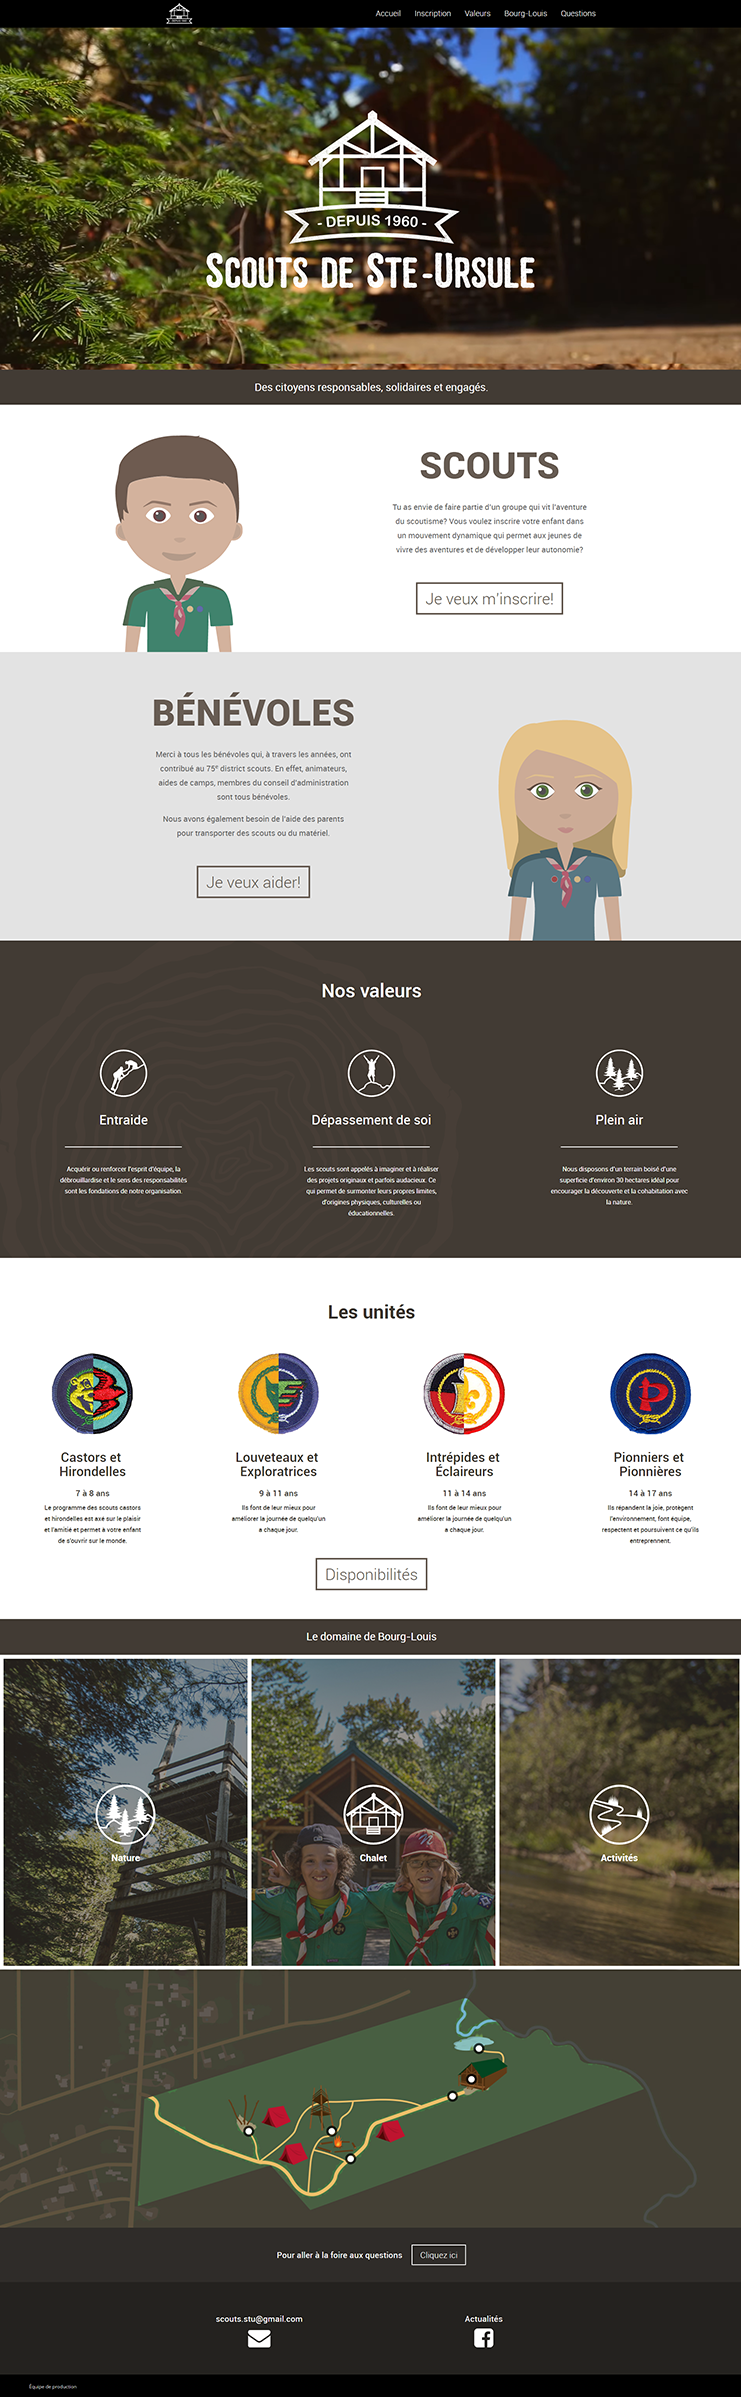 Accueil Inscription Valeurs Bourg-Louis Questions
- DEPUIS 1960 -
SCOUTS DE STE-URSULE
Des citoyens responsables, solidaires et engagés.
SCOUTS
Tu as envie de faire partie d'un groupe qui vit l'aventure
du scoutisme? Vous voulez inscrire votre enfant dans
un mouvement dynamique qui permet aux jeunes de
vivre des aventures et de développer leur autonomie?
Je veux m'inscrire!
BÉNÉVOLES
Merci à tous les bénévoles qui, à travers les années, ont
contribué au 75e district scouts. En effet, animateurs,
aides de camps, membres du conseil d'administration
sont tous bénévoles.
Nous avons également besoin de l'aide des parents
pour transporter des scouts ou du matériel.
Je veux aider!
Nos valeurs
Entraide
Acquérir ou renforcer l'esprit d'équipe, la
débrouillardise et le sens des responsabilités
sont les fondations de notre organisation.
Dépassement de soi
Les scouts sont appelés à imaginer et à réaliser
des projets originaux et parfois audacieux. Ce
qui permet de surmonter leurs propres limites,
d'origines physiques, culturelles ou
éducationnelles.
Plein air
Nous disposons d'un terrain boisé d'une
superficie d'environ 30 hectares idéal pour
encourager la découverte et la cohabitation avec
la nature.
Les unités
Castors et
Hirondelles
7 à 8 ans
Le programme des scouts castors
et hirondelles est axé sur le plaisir
et l'amitié et permet à votre enfant
de s'ouvrir sur le monde.
Louveteaux et
Exploratrices
9 à 11 ans
Ils font de leur mieux pour
améliorer la journée de quelqu'un
a chaque jour.
Intrépides et
Éclaireurs
11 à 14 ans
Ils font de leur mieux pour
améliorer la journée de quelqu'un
a chaque jour.
Pionniers et
Pionnières
14 à 17 ans
Ils répandent la joie, protègent
l'environnement, font équipe,
respectent et poursuivent ce qu'ils
entreprennent.
Disponibilités
Le domaine de Bourg-Louis
Nature
Chalet
Activités
Pour aller à la foire aux questions Cliquez ici
scouts.stu@gmail.com
Actualités
Équipe de production